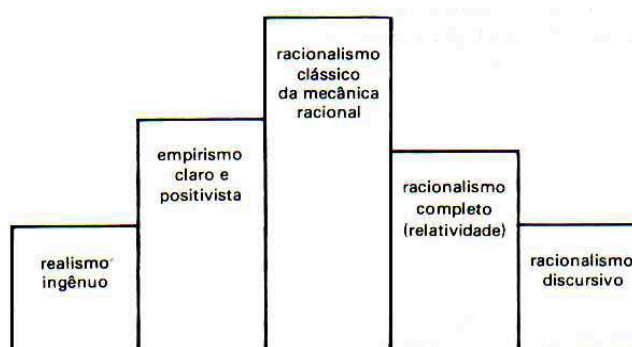 realismo
ingênuo
empirismo
claro e
positivista
racionalismo
clássico
da mecânica
racional
racionalismo
completo
(relatividade)
racionalismo
discursivo